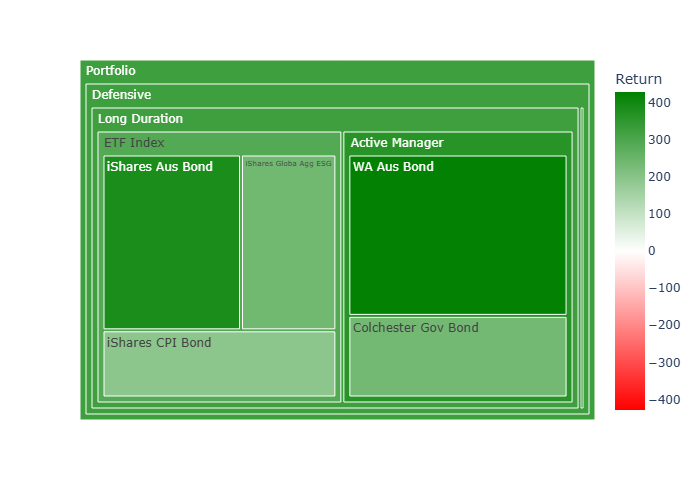 Portfolio
Defensive
Long Duration
ETF Index
Active Manager
iShares Aus Bond
iShares Globa Agg ESG
WA Aus Bond
iShares CPI Bond
Colchester Gov Bond
Return
400
300
200
100
0
−100
−200
−300
−400